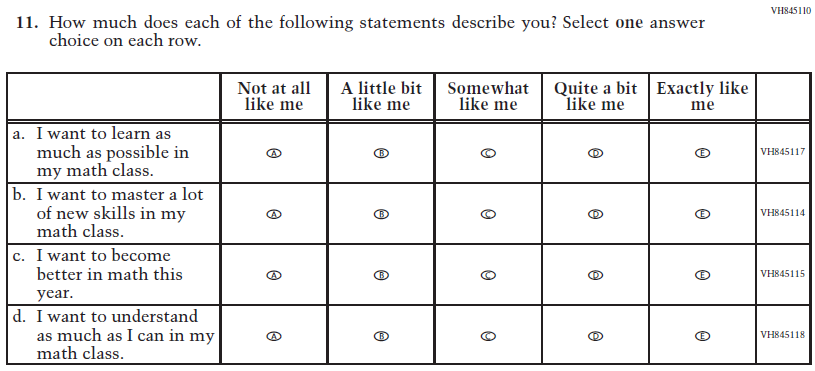 VH845110
11. How much does each of the following statements describe you? Select one answer
choice on each row.
Not at all like me A little bit like me Somewhat like me Quite a bit like me Exactly like me
a. I want to learn as
much as possible in
my math class.
A B C D E VH845117
b. I want to master a lot
of new skills in my
math class.
A B C D E VH845114
c. I want to become
better in math this
year.
A B C D E VH845115
d. I want to understand
as much as I can in my
math class.
A B C D E VH845118